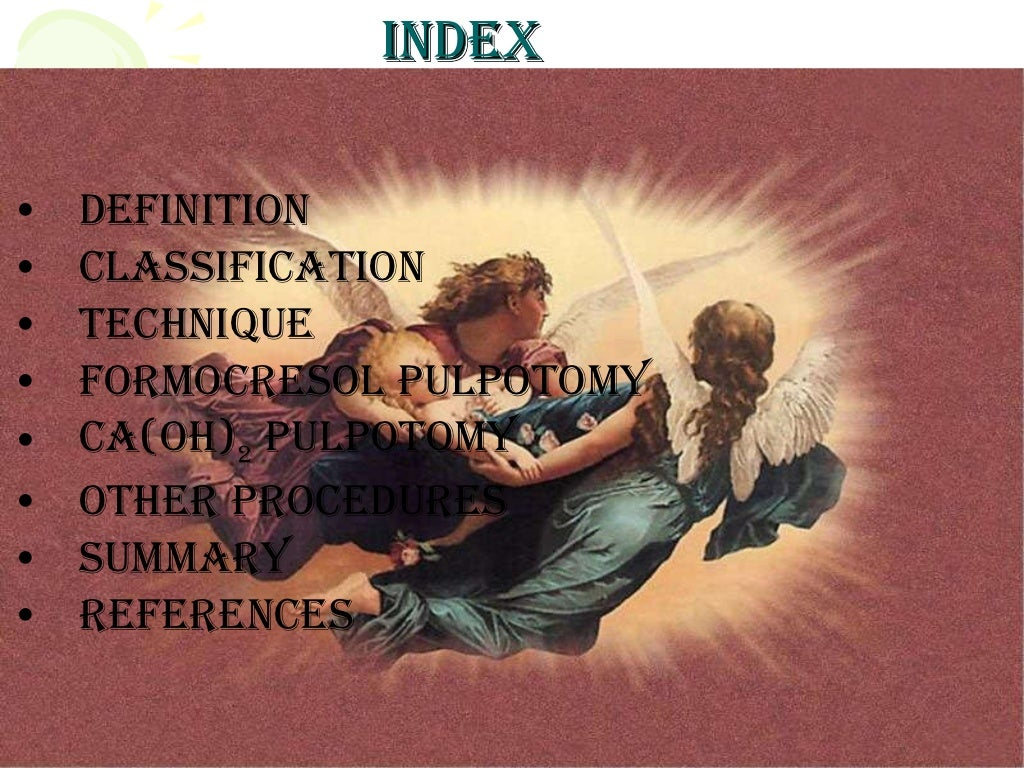 INDEX
• DEFINITION
• CLASSIFICATION
• TECHNIQUE
• FORMOCRESOL PULPOTOMY
• CA(OH)₂ PULPOTOMY
• OTHER PROCEDURES
• SUMMARY
• REFERENCES